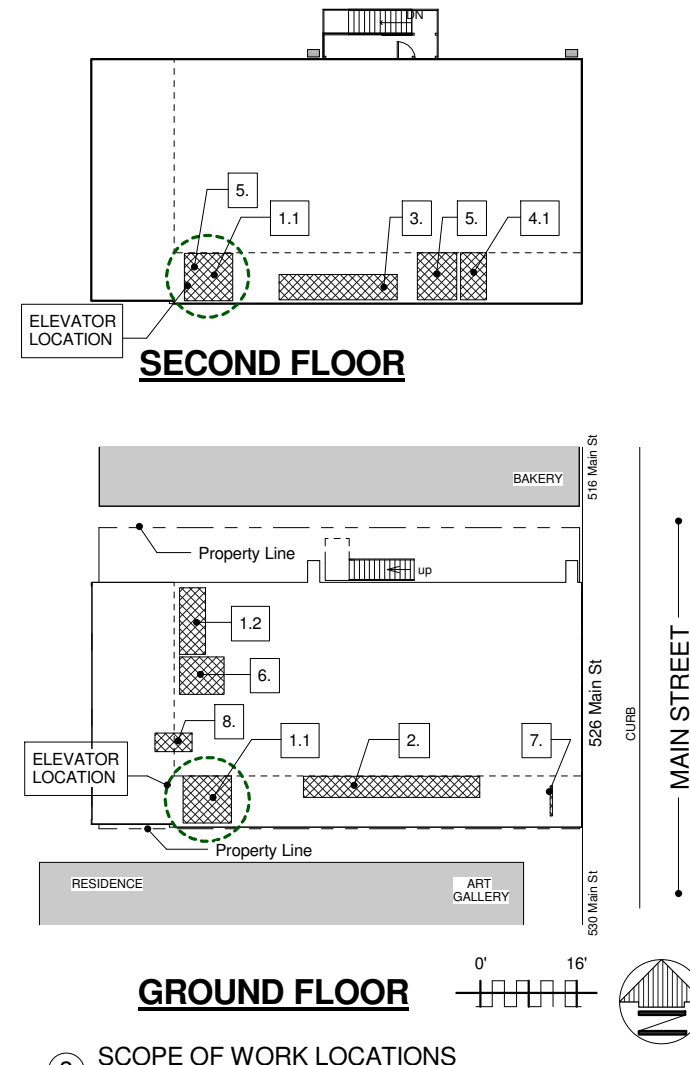 DN
5.
1.1
3.
5.
4.1
ELEVATOR
LOCATION
SECOND FLOOR
516 Main St
BAKERY
Property Line
up
1.2
6.
8.
1.1
2.
7.
ELEVATOR
LOCATION
526 Main St
CURB
MAIN STREET
Property Line
RESIDENCE
ART
GALLERY
530 Main St
GROUND FLOOR
0'
16'
SCOPE OF WORK LOCATIONS